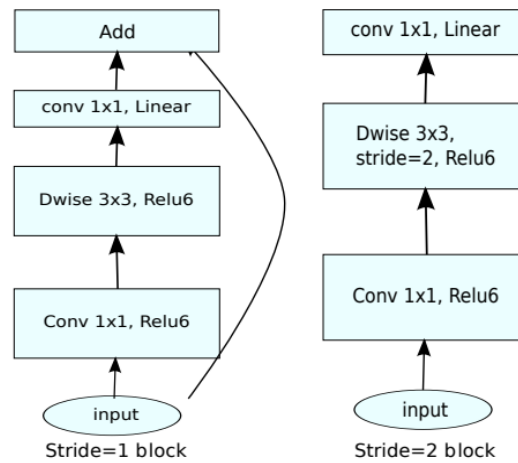 Add
conv 1x1, Linear
Dwise 3x3, Relu6
Conv 1x1, Relu6
input
Stride=1 block
conv 1x1, Linear
Dwise 3x3,
stride=2, Relu6
Conv 1x1, Relu6
input
Stride=2 block